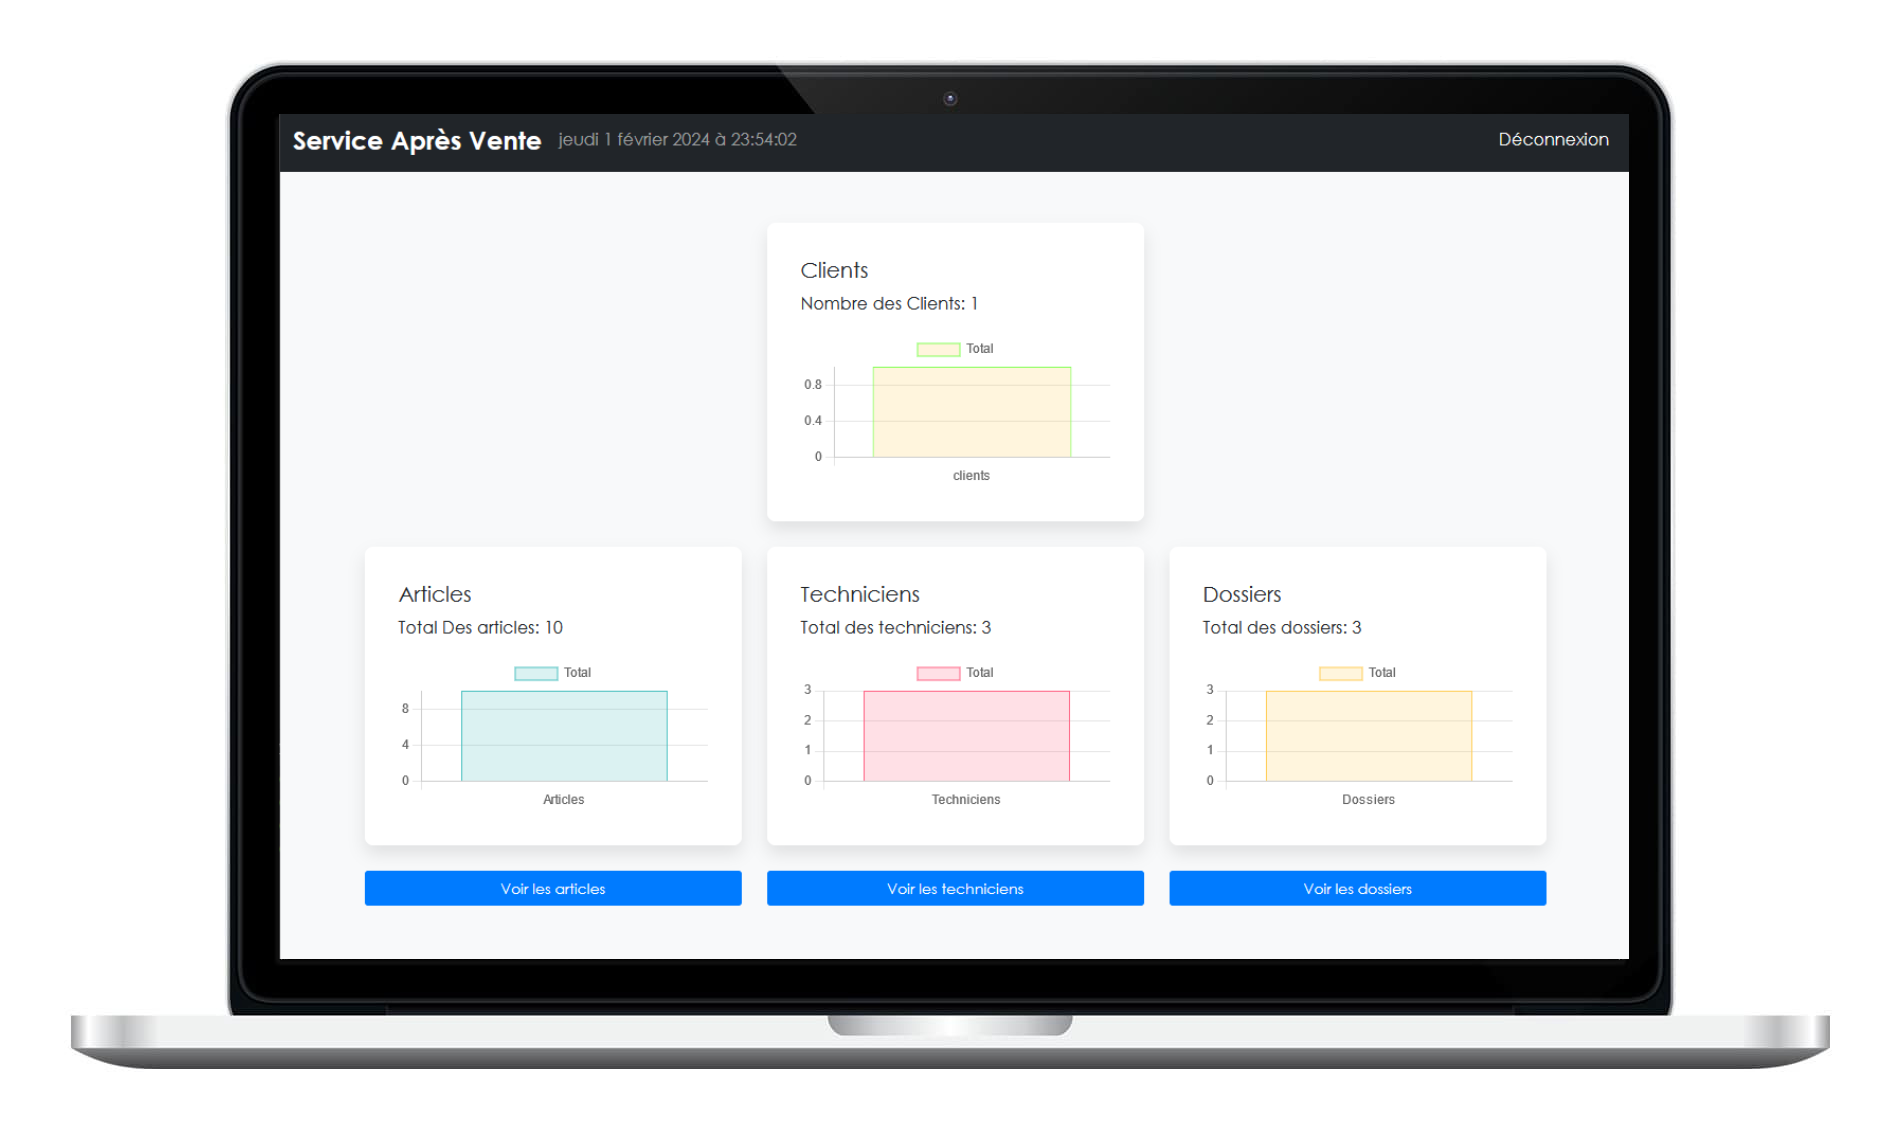 Service Après Vente jeudi 1 février 2024 à 23:54:02 Déconnexion
Clients
Nombre des Clients: 1
Total
0.8
0.4
0
clients
Articles
Total Des articles: 10
Total
8
4
0
Articles
Voir les articles
Techniciens
Total des techniciens: 3
Total
3
2
1
0
Techniciens
Voir les techniciens
Dossiers
Total des dossiers: 3
Total
3
2
1
0
Dossiers
Voir les dossiers